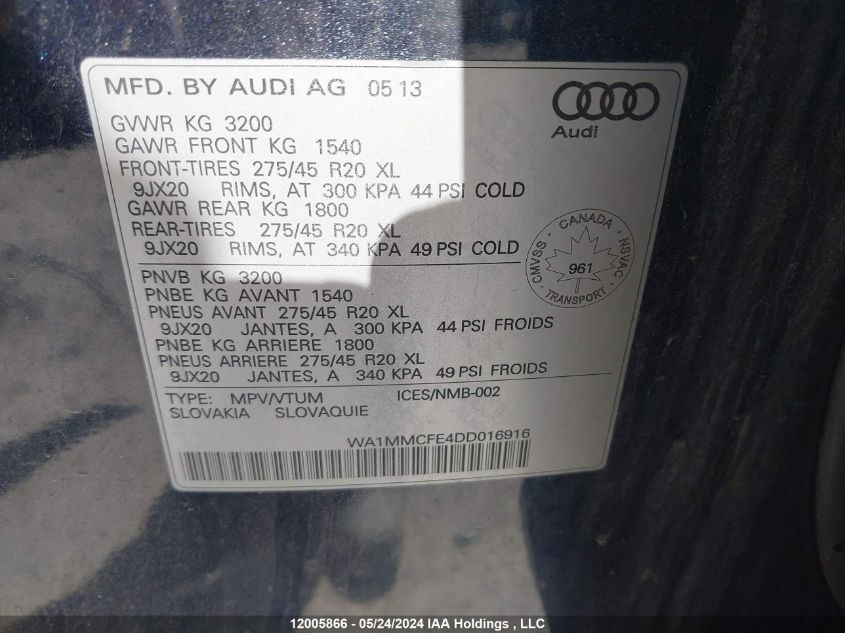 MFD. BY AUDI AG 05 13
Audi
GVWR KG 3200
GAWR FRONT KG 1540
FRONT-TIRES 275/45 R20 XL
9JX20 RIMS, AT 300 KPA 44 PSI COLD
GAWR REAR KG 1800
REAR-TIRES 275/45 R20 XL
9JX20 RIMS, AT 340 KPA 49 PSI COLD
CANADA
CMVSS 961 NSVAC
TRANSPORT
PNVB KG 3200
PNBE KG AVANT 1540
PNEUS AVANT 275/45 R20 XL
9JX20 JANTES, A 300 KPA 44 PSI FROIDS
PNBE KG ARRIERE 1800
PNEUS ARRIERE 275/45 R20 XL
9JX20 JANTES, A 340 KPA 49 PSI FROIDS
TYPE: MPV/VTUM ICES/NMB-002
SLOVAKIA SLOVAQUIE
WA1MMCFE4DD016916
12005866 - 05/24/2024 IAA Holdings , LLC